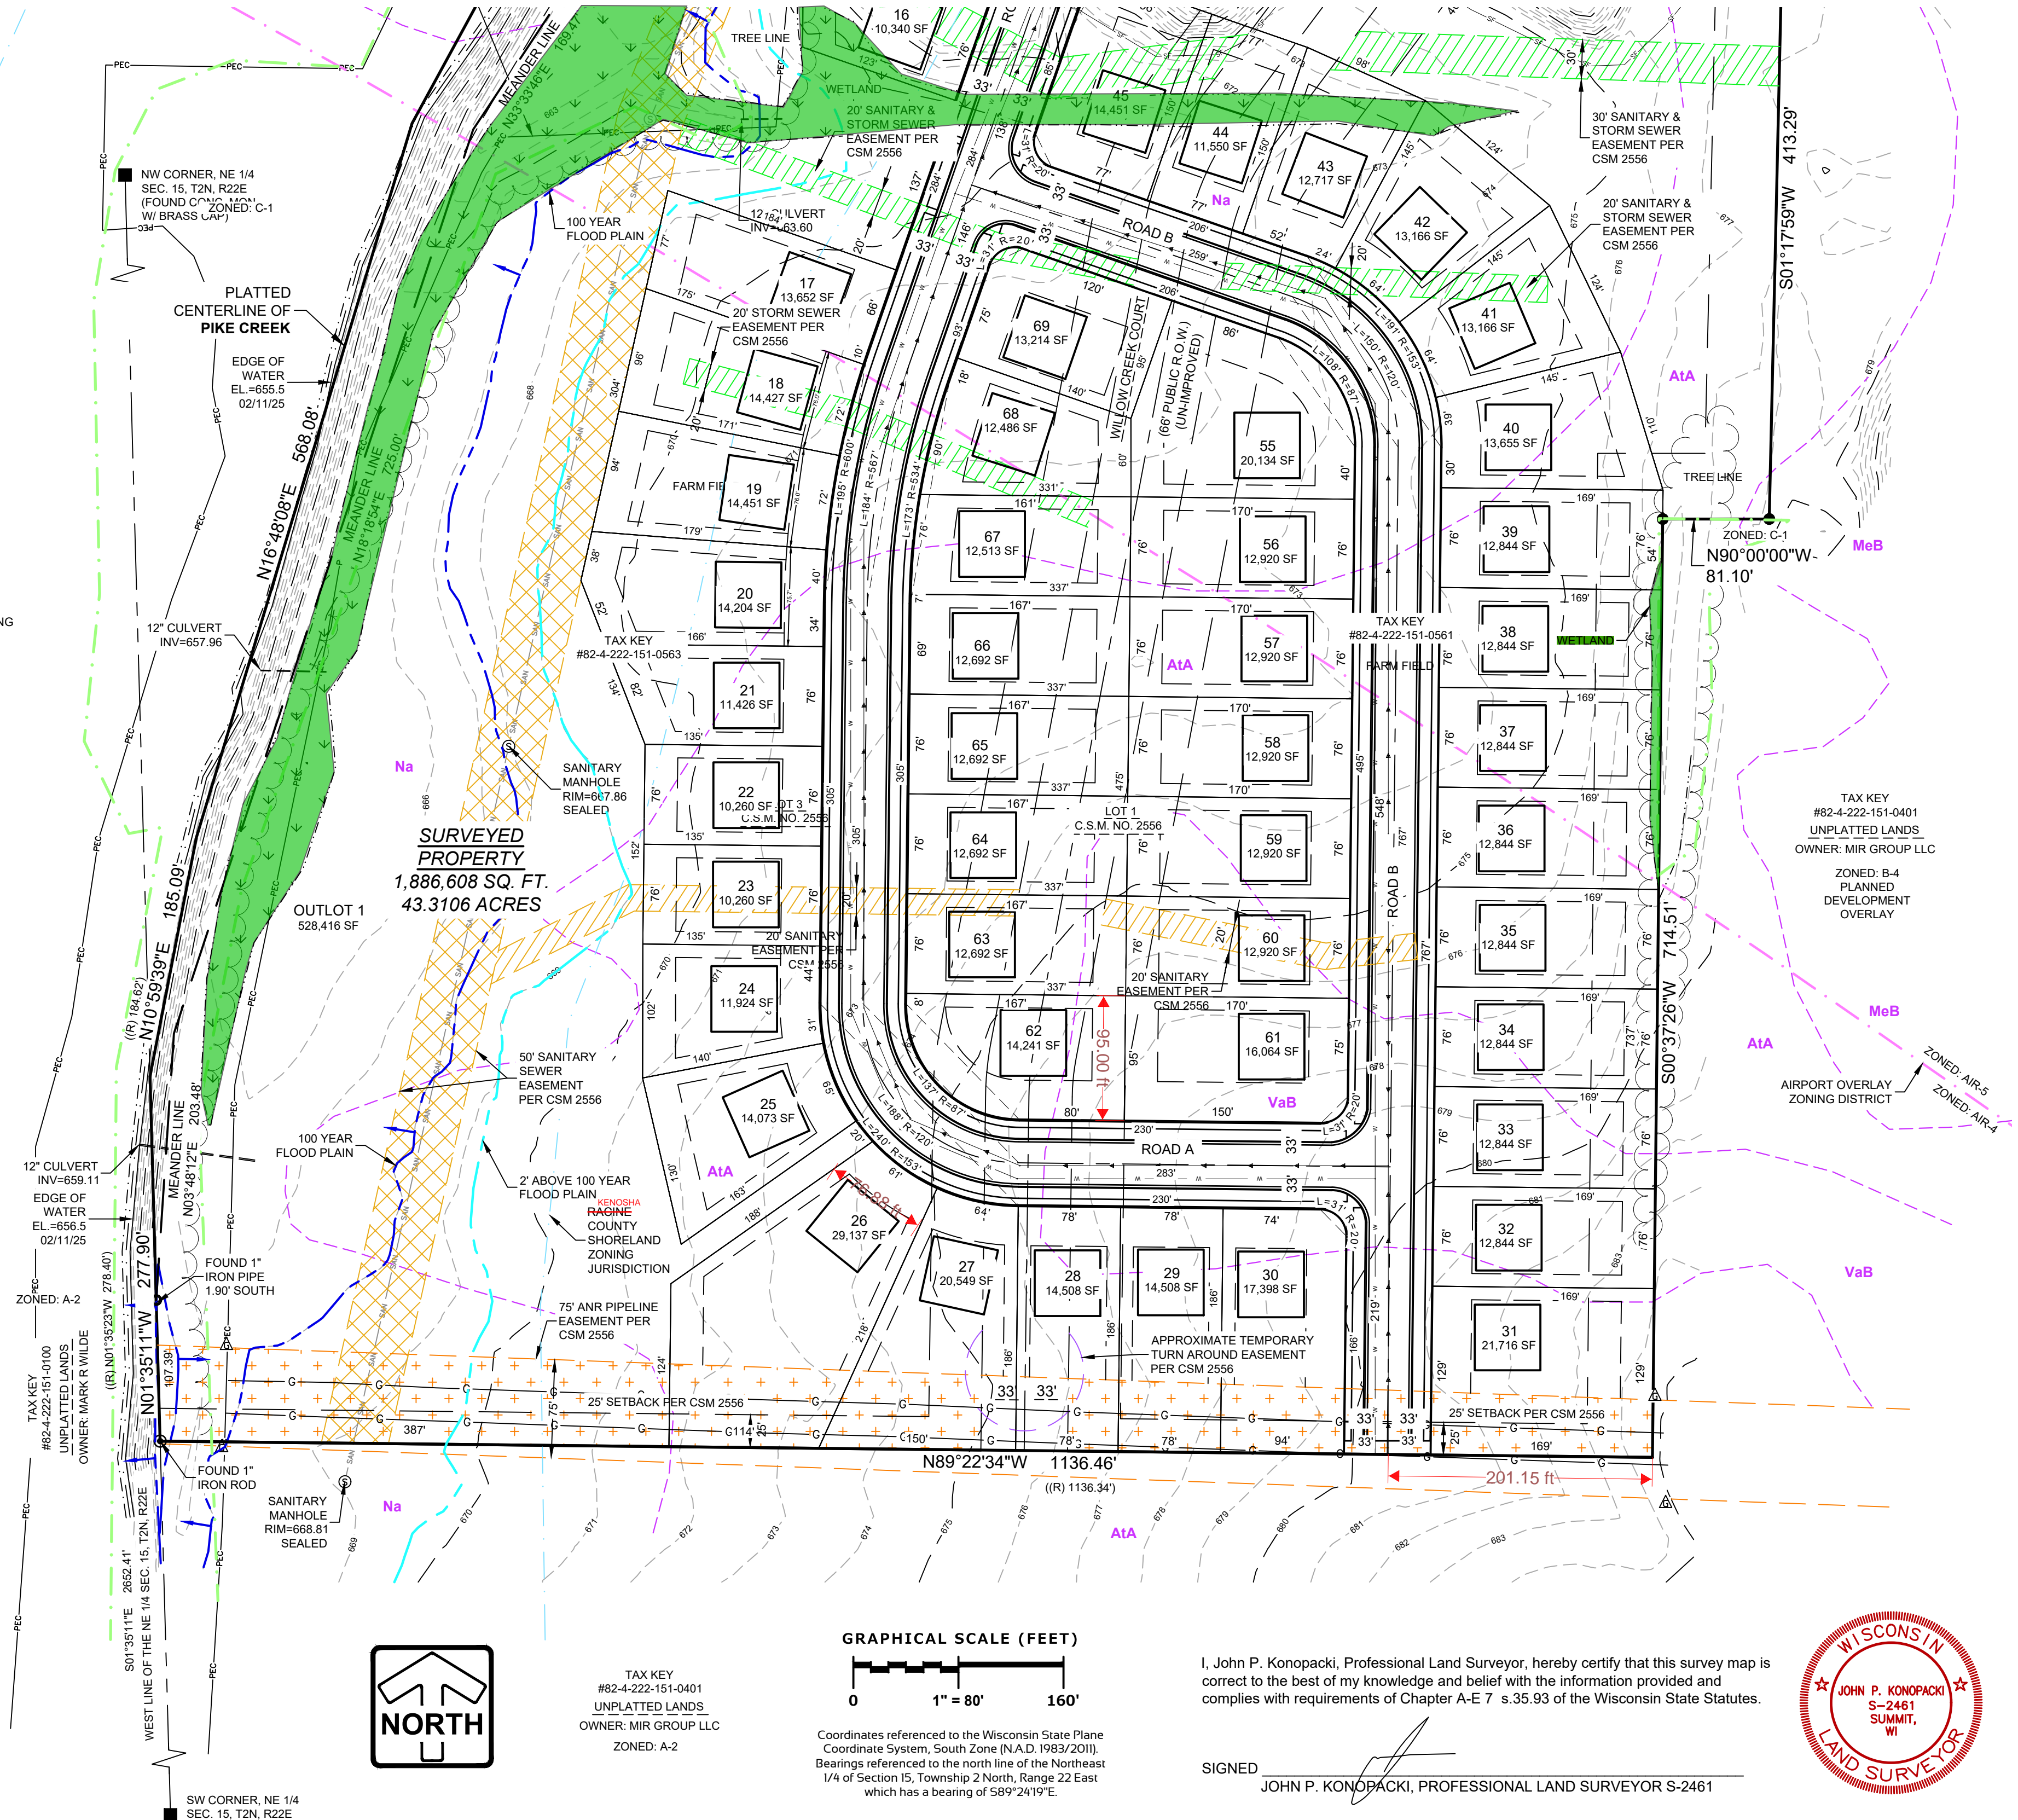 16
10,340 SF
TREE LINE
WETLAND
20' SANITARY &
STORM SEWER
EASEMENT PER
CSM 2556
MEANDER LINE
N33°33'46"E 169.47'
NW CORNER, NE 1/4
SEC. 15, T2N, R22E
(FOUND CONC. MON.
W/ BRASS CAP)
ZONED: C-1
100 YEAR
FLOOD PLAIN
12" CULVERT
INV=663.60
45
14,451 SF
44
11,550 SF
43
12,717 SF
42
13,166 SF
41
13,166 SF
30' SANITARY &
STORM SEWER
EASEMENT PER
CSM 2556
20' SANITARY &
STORM SEWER
EASEMENT PER
CSM 2556
S01°17'59"W 413.29'
Na
ROAD B
PLATTED
CENTERLINE OF
PIKE CREEK
EDGE OF
WATER
EL.=655.5
02/11/25
N16°48'08"E 568.08'
MEANDER LINE
N18°18'54"E 725.00'
17
13,652 SF
20' STORM SEWER
EASEMENT PER
CSM 2556
18
14,427 SF
FARM FIE
19
14,451 SF
20
14,204 SF
TAX KEY
#82-4-222-151-0563
21
11,426 SF
22
10,260 SF
LOT 3
C.S.M. NO. 2556
23
10,260 SF
20' SANITARY
EASEMENT PER
CSM 2556
24
11,924 SF
25
14,073 SF
26
29,137 SF
76.88 ft
69
13,214 SF
68
12,486 SF
WILLOW CREEK COURT
(66' PUBLIC R.O.W.)
(UN-IMPROVED)
55
20,134 SF
67
12,513 SF
56
12,920 SF
66
12,692 SF
57
12,920 SF
65
12,692 SF
58
12,920 SF
64
12,692 SF
59
12,920 SF
63
12,692 SF
60
12,920 SF
62
14,241 SF
61
16,064 SF
LOT 1
C.S.M. NO. 2556
AtA
20' SANITARY
EASEMENT PER
CSM 2556
95.00 ft
VaB
ROAD A
TAX KEY
#82-4-222-151-0561
FARM FIELD
ROAD B
40
13,655 SF
39
12,844 SF
38
12,844 SF
WETLAND
37
12,844 SF
36
12,844 SF
35
12,844 SF
34
12,844 SF
33
12,844 SF
32
12,844 SF
31
21,716 SF
AtA
TREE LINE
ZONED: C-1
N90°00'00"W
81.10'
MeB
TAX KEY
#82-4-222-151-0401
UNPLATTED LANDS
OWNER: MIR GROUP LLC
ZONED: B-4
PLANNED
DEVELOPMENT
OVERLAY
S00°37'26"W 714.51'
MeB
AtA
AIRPORT OVERLAY
ZONING DISTRICT
ZONED: AIR-5
ZONED: AIR-4
VaB
NG
12" CULVERT
INV=657.96
Na
SANITARY
MANHOLE
RIM=667.86
SEALED
SURVEYED
PROPERTY
1,886,608 SQ. FT.
43.3106 ACRES
OUTLOT 1
528,416 SF
N10°59'39"E 185.09'
((R) 184.62')
50' SANITARY
SEWER
EASEMENT
PER CSM 2556
100 YEAR
FLOOD PLAIN
2' ABOVE 100 YEAR
FLOOD PLAIN
KENOSHA
RACINE
COUNTY
SHORELAND
ZONING
JURISDICTION
AtA
12" CULVERT
INV=659.11
EDGE OF
WATER
EL.=656.5
02/11/25
MEANDER LINE
N03°48'12"E 203.48'
FOUND 1"
IRON PIPE
1.90' SOUTH
ZONED: A-2
TAX KEY
#82-4-222-151-0100
UNPLATTED LANDS
OWNER: MARK R WILDE
((R) N01°35'23"W 278.40')
N01°35'11"W 277.90'
75' ANR PIPELINE
EASEMENT PER
CSM 2556
27
20,549 SF
28
14,508 SF
29
14,508 SF
30
17,398 SF
APPROXIMATE TEMPORARY
TURN AROUND EASEMENT
PER CSM 2556
25' SETBACK PER CSM 2556
25' SETBACK PER CSM 2556
N89°22'34"W 1136.46'
((R) 1136.34')
201.15 ft
FOUND 1"
IRON ROD
SANITARY
MANHOLE
RIM=668.81
SEALED
Na
AtA
S01°35'11"E 2652.41'
WEST LINE OF THE NE 1/4 SEC. 15, T2N, R22E
SW CORNER, NE 1/4
SEC. 15, T2N, R22E
NORTH
TAX KEY
#82-4-222-151-0401
UNPLATTED LANDS
OWNER: MIR GROUP LLC
ZONED: A-2
GRAPHICAL SCALE (FEET)
0 1" = 80' 160'
Coordinates referenced to the Wisconsin State Plane
Coordinate System, South Zone (N.A.D. 1983/2011).
Bearings referenced to the north line of the Northeast
1/4 of Section 15, Township 2 North, Range 22 East
which has a bearing of S89°24'19"E.
I, John P. Konopacki, Professional Land Surveyor, hereby certify that this survey map is
correct to the best of my knowledge and belief with the information provided and
complies with requirements of Chapter A-E 7 s.35.93 of the Wisconsin State Statutes.
SIGNED
JOHN P. KONOPACKI, PROFESSIONAL LAND SURVEYOR S-2461
WISCONSIN
JOHN P. KONOPACKI
S-2461
SUMMIT,
WI
LAND SURVEYOR